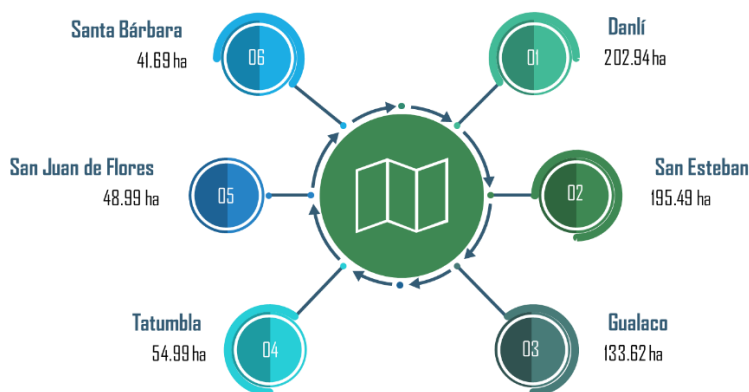 Santa Bárbara
41.69 ha
06
Danlí
202.94 ha
01
San Juan de Flores
48.99 ha
05
San Esteban
195.49 ha
02
Tatumbla
54.99 ha
04
Gualaco
133.62 ha
03